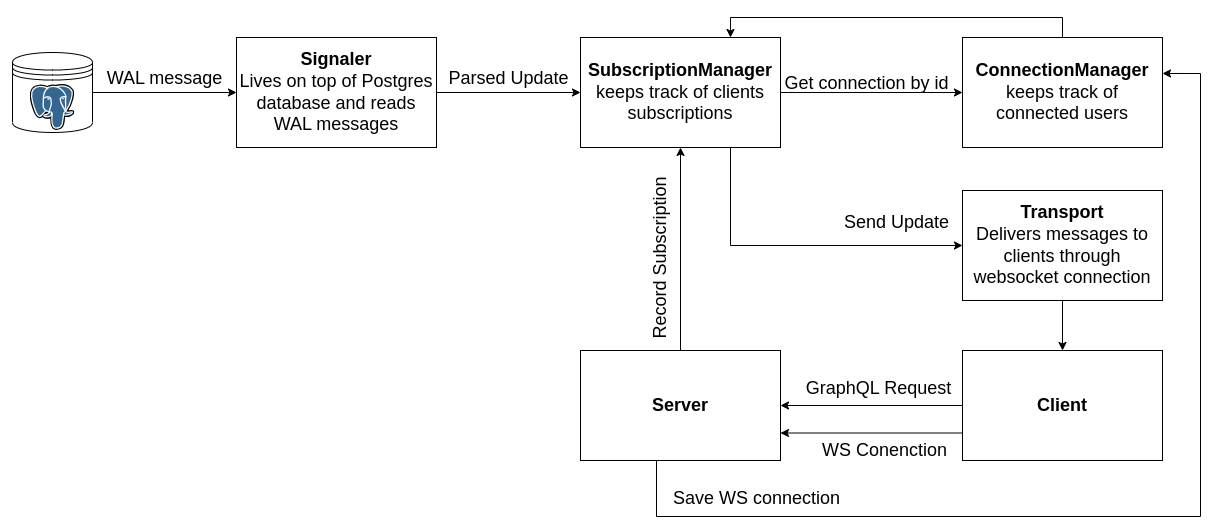 WAL message
Signaler
Lives on top of Postgres
database and reads
WAL messages
Parsed Update
SubscriptionManager
keeps track of clients
subscriptions
Get connection by id
ConnectionManager
keeps track of
connected users
Record Subscription
Send Update
Transport
Delivers messages to
clients through
websocket connection
Server
GraphQL Request
WS Conenction
Client
Save WS connection